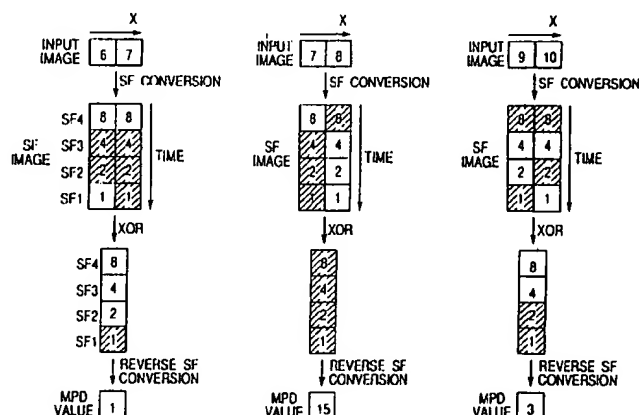 X
INPUT
IMAGE
6 7
SF CONVERSION
SF4 8 8
SF3 4 4
SF2 2 2
SF1 1 1
SF
IMAGE
TIME
XOR
SF4 8
SF3 4
SF2 2
SF1 1
REVERSE SF
CONVERSION
MPD
VALUE
1
X
INPUT
IMAGE
7 8
SF CONVERSION
8 8
4 4
2 2
1 1
SF
IMAGE
TIME
XOR
8
4
2
1
REVERSE SF
CONVERSION
MPD
VALUE
15
X
INPUT
IMAGE
9 10
SF CONVERSION
8 8
4 4
2 2
1 1
SF
IMAGE
TIME
XOR
8
4
2
1
REVERSE SF
CONVERSION
MPD
VALUE
3